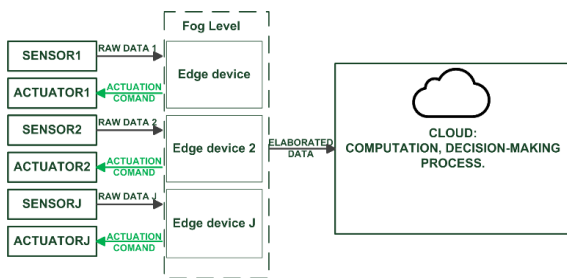 Fog Level
SENSOR1
RAW DATA 1
Edge device
ACTUATOR1
ACTUATION
COMAND
SENSOR2
RAW DATA 2
Edge device 2
ACTUATOR2
ACTUATION
COMAND
SENSORJ
RAW DATA J
Edge device J
ACTUATORJ
ACTUATION
COMAND
ELABORATED
DATA
CLOUD:
COMPUTATION, DECISION-MAKING
PROCESS.